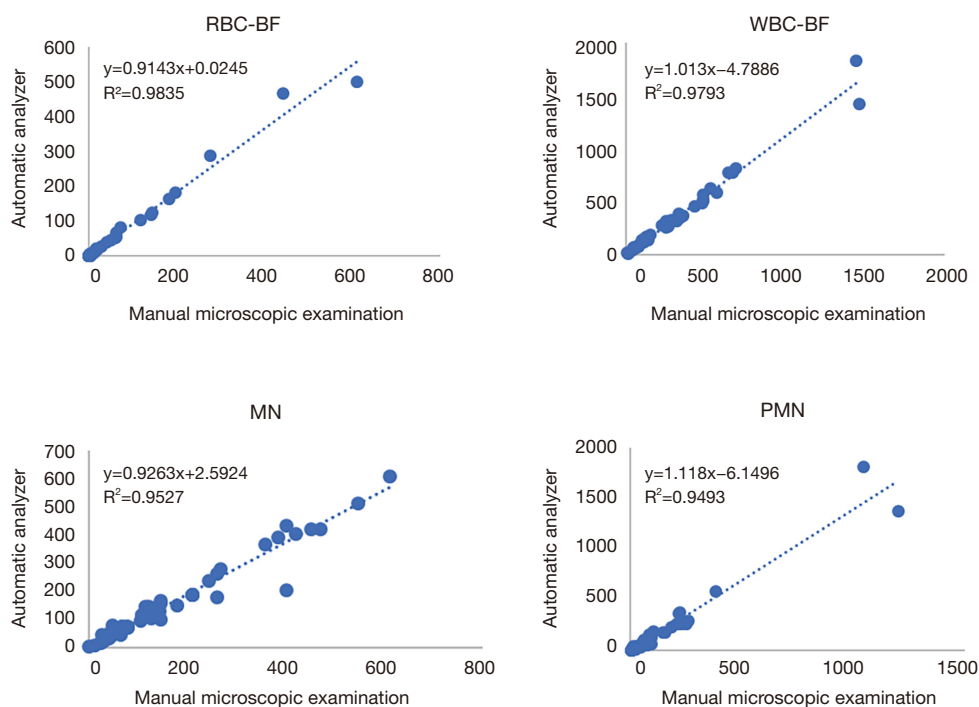 RBC-BF
600
500
400
300
200
100
0
y=0.9143x+0.0245
R²=0.9835
Automatic analyzer
0 200 400 600 800
Manual microscopic examination
WBC-BF
2000
1500
1000
500
0
y=1.013x−4.7886
R²=0.9793
Automatic analyzer
0 500 1000 1500 2000
Manual microscopic examination
MN
700
600
500
400
300
200
100
0
y=0.9263x+2.5924
R²=0.9527
Automatic analyzer
0 200 400 600 800
Manual microscopic examination
PMN
2000
1500
1000
500
0
y=1.118x−6.1496
R²=0.9493
Automatic analyzer
0 500 1000 1500
Manual microscopic examination